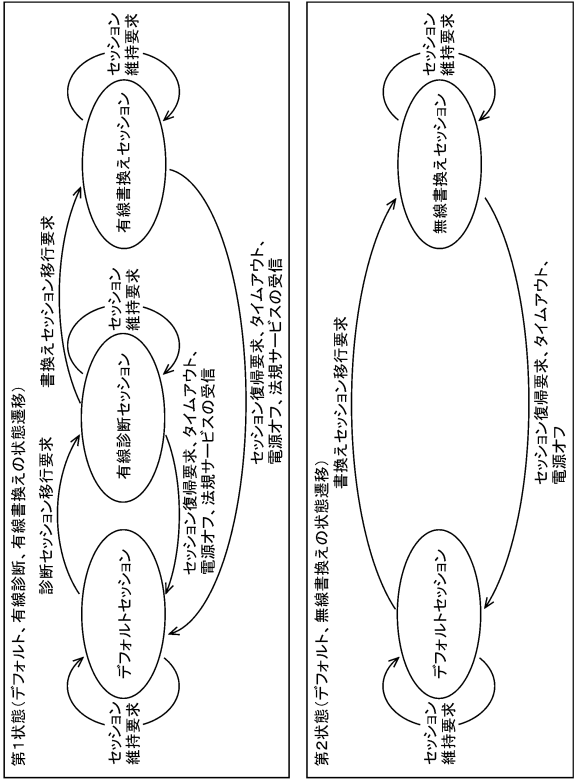 第1状態(デフォルト、有線診断、有線書換えの状態遷移)
診断セッション移行要求
書換えセッション移行要求
セッション
維持要求
デフォルトセッション
有線診断セッション
セッション
維持要求
有線書換えセッション
セッション
維持要求
セッション復帰要求、タイムアウト、
電源オフ、法規サービスの受信
セッション復帰要求、タイムアウト、
電源オフ、法規サービスの受信
第2状態(デフォルト、無線書換えの状態遷移)
書換えセッション移行要求
セッション
維持要求
デフォルトセッション
無線書換えセッション
セッション
維持要求
セッション復帰要求、タイムアウト、
電源オフ